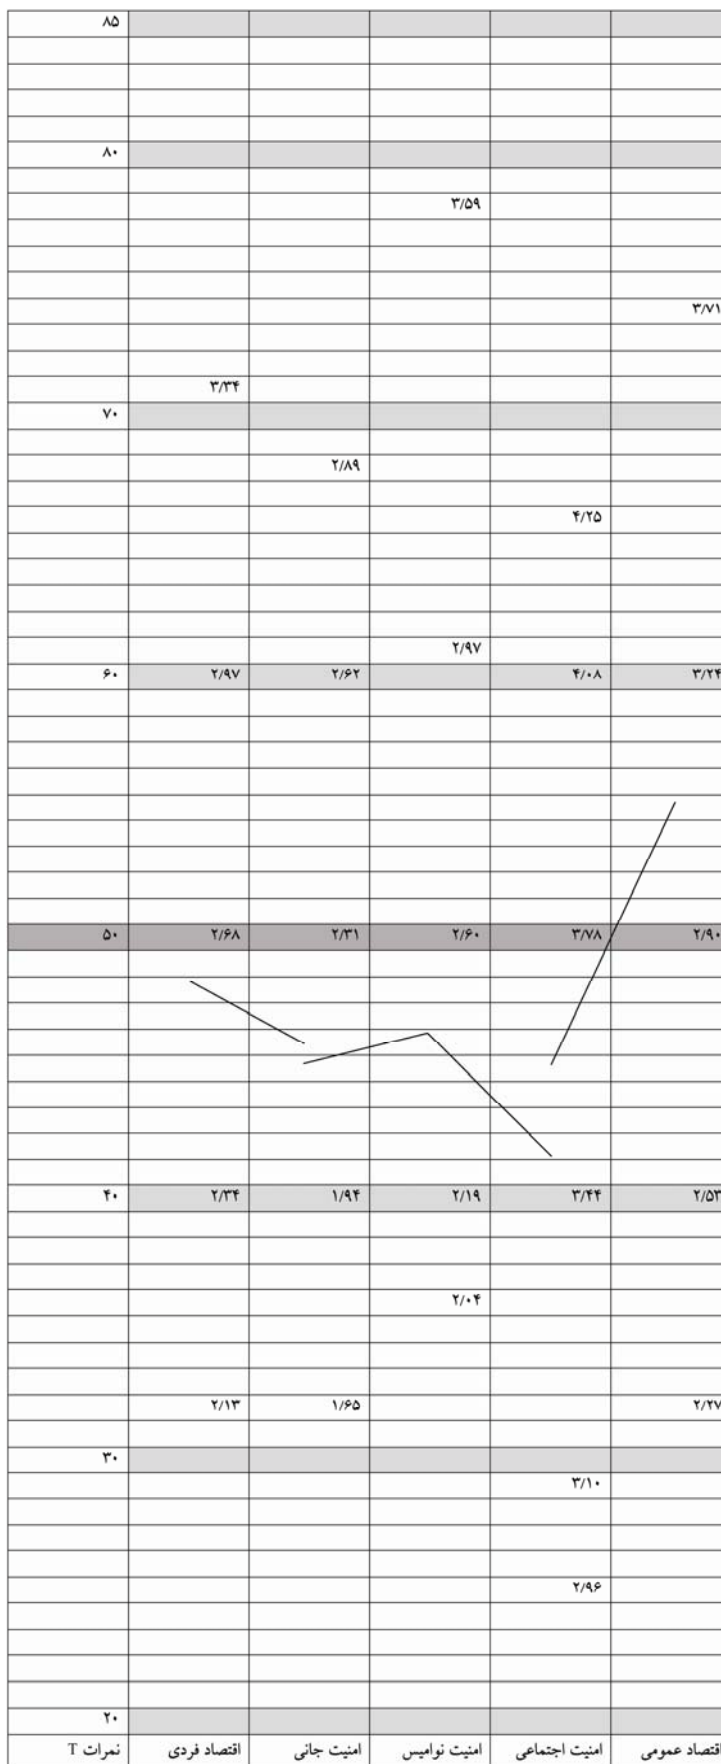 ۸۵
۸۰
۳/۵۹
۳/۷۱
۳/۳۴
۷۰
۲/۸۹
۴/۲۵
۲/۹۷
۳/۲۴ ۴/۰۸ ۲/۶۲ ۲/۹۷ ۶۰
۲/۹۰ ۳/۷۸ ۲/۶۰ ۲/۳۱ ۲/۶۸ ۵۰
۲/۵۳ ۳/۴۴ ۲/۱۹ ۱/۹۴ ۲/۳۴ ۴۰
۲/۰۴
۲/۲۷ ۱/۶۵ ۲/۱۳
۳۰
۳/۱۰
۲/۹۶
۲۰
قتصاد عمومی امنیت اجتماعی امنیت نوامیس امنیت جانی اقتصاد فردی نمرات T